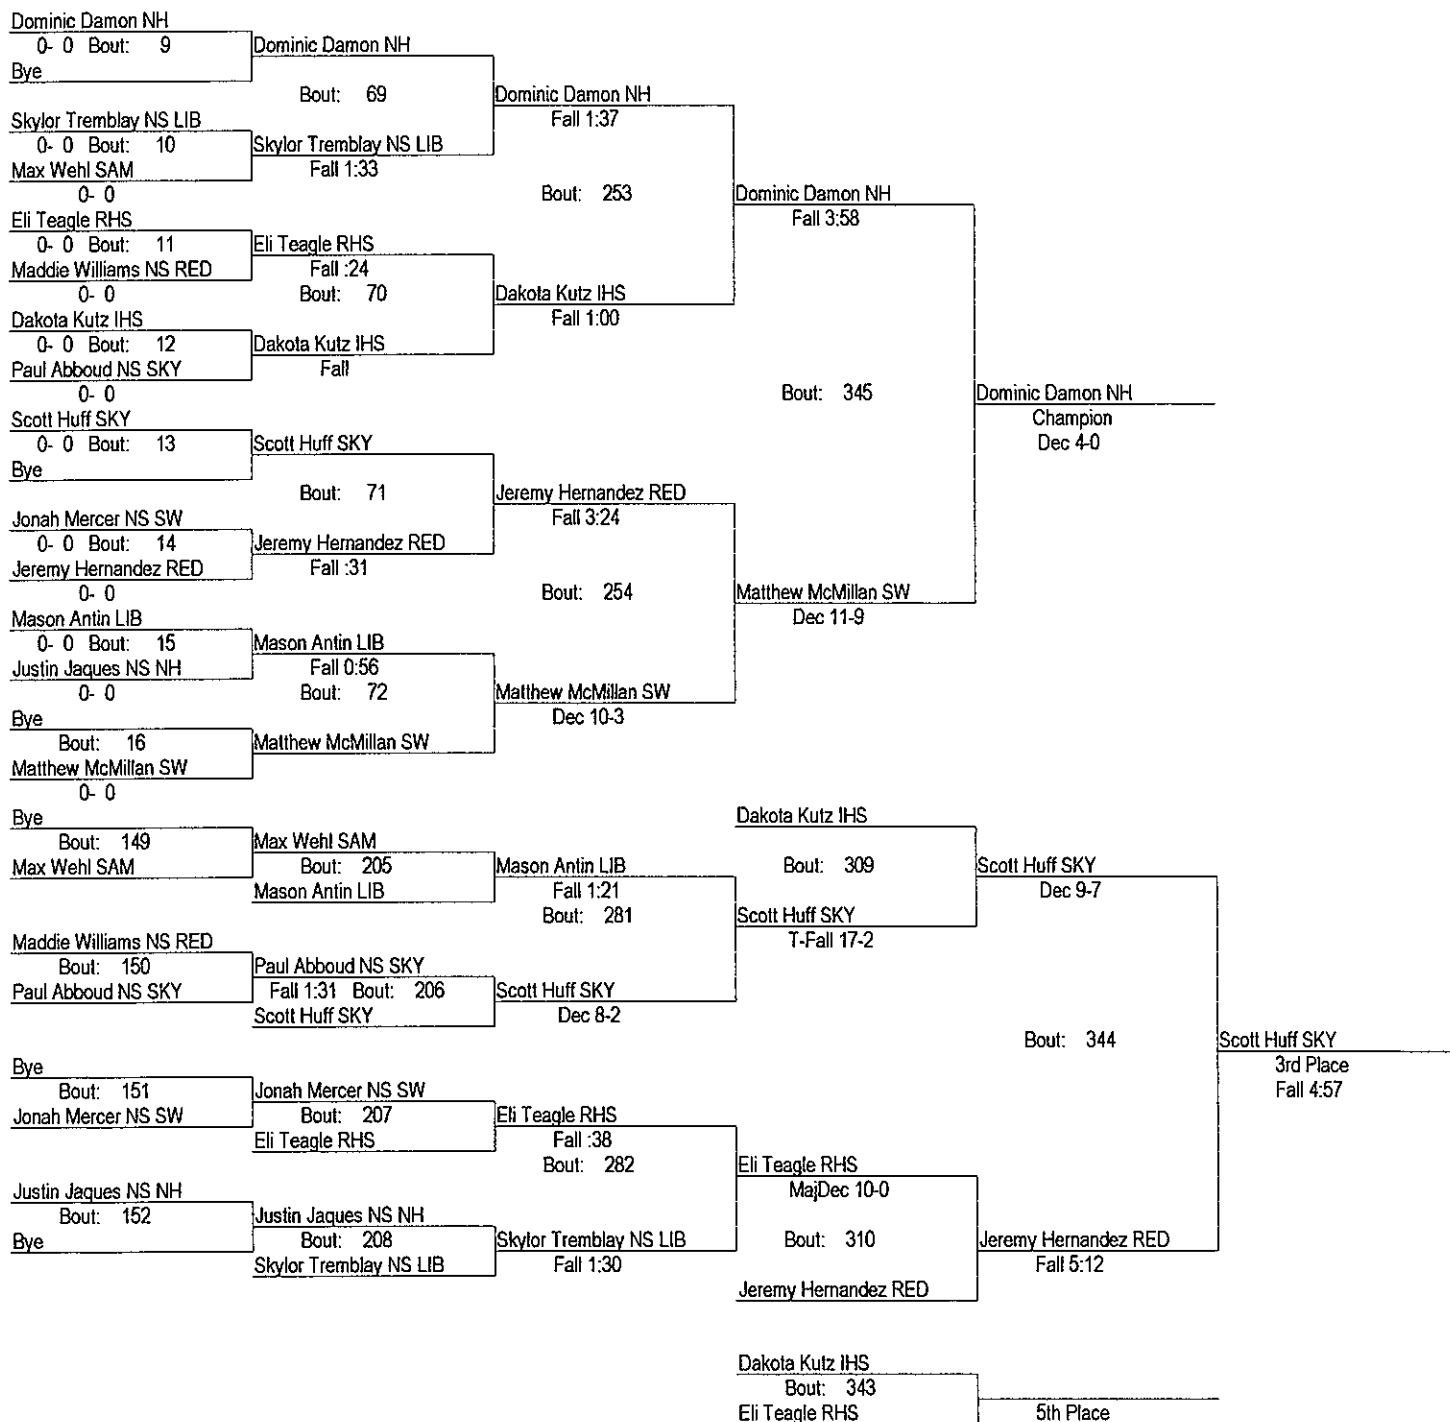 Dominic Damon NH
0- 0 Bout: 9
Bye
Dominic Damon NH
Bout: 69
Skylor Tremblay NS LIB
0- 0 Bout: 10
Max Wehl SAM
0- 0
Skylor Tremblay NS LIB
Fall 1:33
Dominic Damon NH
Fall 1:37
Bout: 253
Eli Teagle RHS
0- 0 Bout: 11
Maddie Williams NS RED
0- 0
Eli Teagle RHS
Fall :24
Bout: 70
Dakota Kutz IHS
0- 0 Bout: 12
Paul Abboud NS SKY
0- 0
Dakota Kutz IHS
Fall
Dakota Kutz IHS
Fall 1:00
Dominic Damon NH
Fall 3:58
Bout: 345
Scott Huff SKY
0- 0 Bout: 13
Bye
Scott Huff SKY
Bout: 71
Jonah Mercer NS SW
0- 0 Bout: 14
Jeremy Hernandez RED
0- 0
Jeremy Hernandez RED
Fall :31
Jeremy Hernandez RED
Fall 3:24
Bout: 254
Mason Antin LIB
0- 0 Bout: 15
Justin Jaques NS NH
0- 0
Mason Antin LIB
Fall 0:56
Bout: 72
Bye
Bout: 16
Matthew McMillan SW
0- 0
Matthew McMillan SW
Matthew McMillan SW
Dec 10-3
Matthew McMillan SW
Dec 11-9
Dominic Damon NH
Champion
Dec 4-0
Bye
Bout: 149
Max Wehl SAM
Max Wehl SAM
Bout: 205
Mason Antin LIB
Mason Antin LIB
Fall 1:21
Bout: 281
Maddie Williams NS RED
Bout: 150
Paul Abboud NS SKY
Paul Abboud NS SKY
Fall 1:31 Bout: 206
Scott Huff SKY
Scott Huff SKY
Dec 8-2
Dakota Kutz IHS
Bout: 309
Scott Huff SKY
T-Fall 17-2
Scott Huff SKY
Dec 9-7
Bout: 344
Bye
Bout: 151
Jonah Mercer NS SW
Jonah Mercer NS SW
Bout: 207
Eli Teagle RHS
Eli Teagle RHS
Fall :38
Bout: 282
Justin Jaques NS NH
Bout: 152
Bye
Justin Jaques NS NH
Bout: 208
Skylor Tremblay NS LIB
Skylor Tremblay NS LIB
Fall 1:30
Eli Teagle RHS
MajDec 10-0
Bout: 310
Jeremy Hernandez RED
Jeremy Hernandez RED
Fall 5:12
Scott Huff SKY
3rd Place
Fall 4:57
Dakota Kutz IHS
Bout: 343
Eli Teagle RHS
5th Place